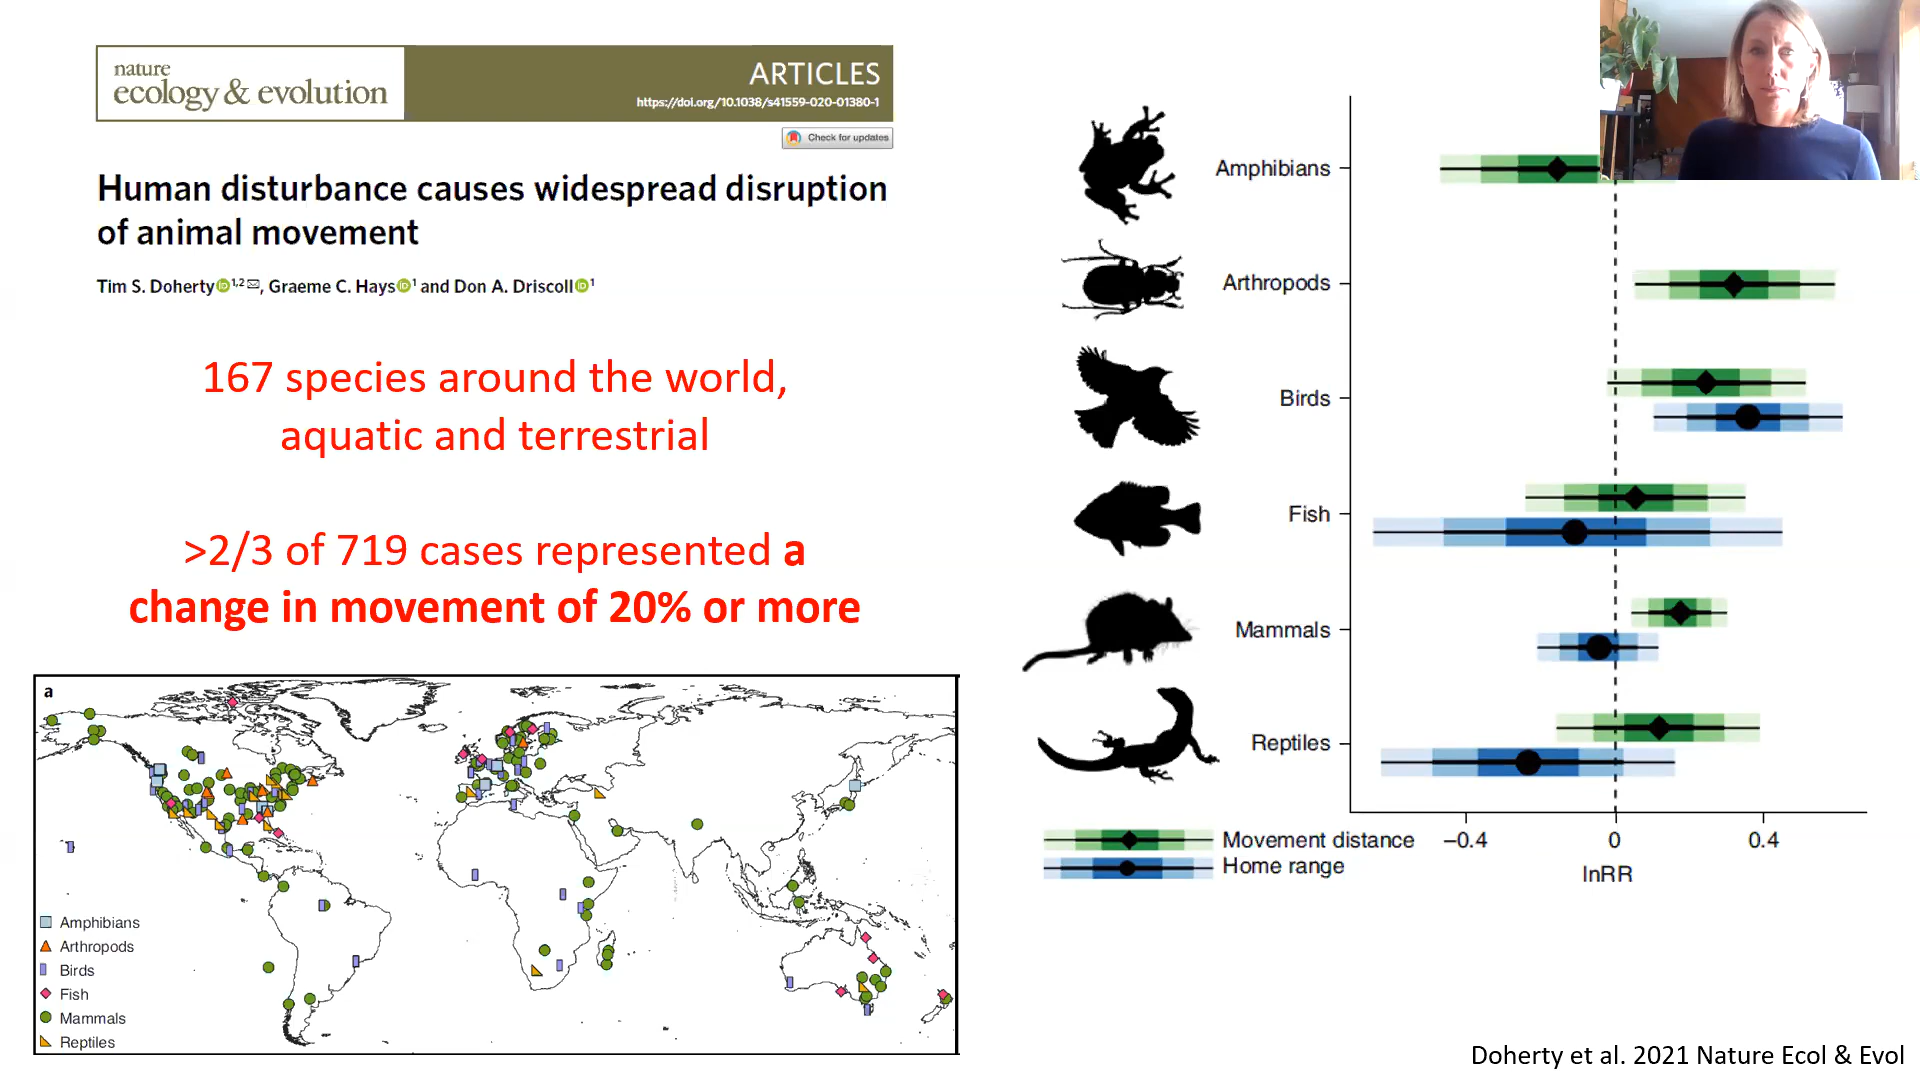 nature
ecology & evolution
ARTICLES
https://doi.org/10.1038/s41559-020-01380-1
Check for updates
Human disturbance causes widespread disruption
of animal movement
Tim S. Doherty 1,2, Graeme C. Hays 1 and Don A. Driscoll 1
167 species around the world,
aquatic and terrestrial
>2/3 of 719 cases represented a
change in movement of 20% or more
a
Amphibians
Arthropods
Birds
Fish
Mammals
Reptiles
Amphibians
Arthropods
Birds
Fish
Mammals
Reptiles
Movement distance
Home range
−0.4 0 0.4
lnRR
Doherty et al. 2021 Nature Ecol & Evol